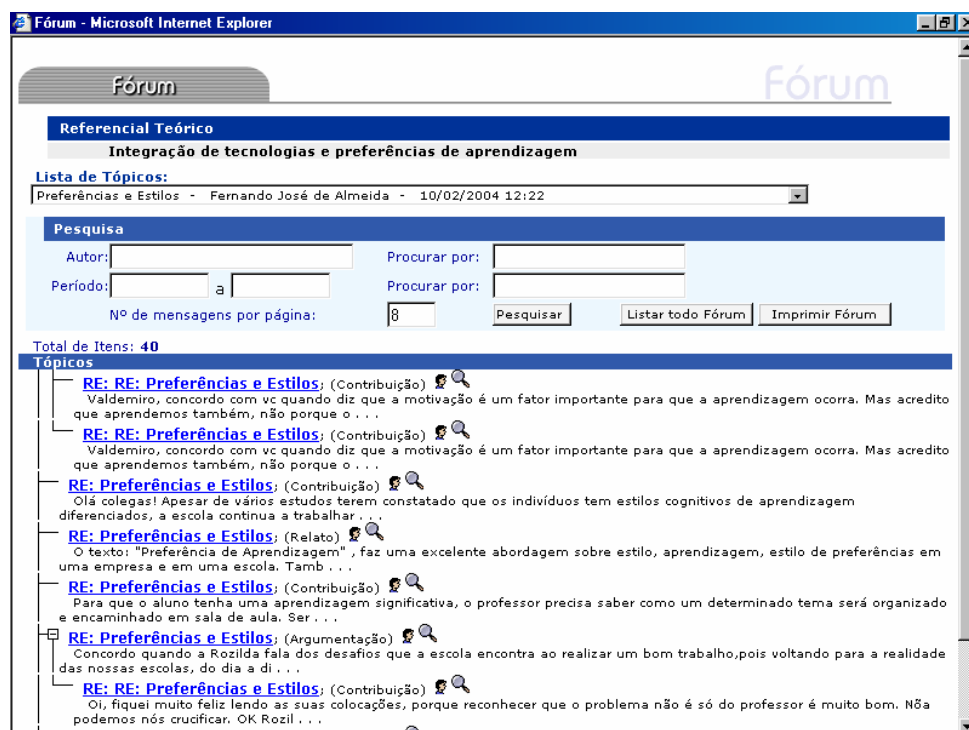 Fórum - Microsoft Internet Explorer
Fórum
Fórum
Referencial Teórico
Integração de tecnologias e preferências de aprendizagem
Lista de Tópicos:
Preferências e Estilos - Fernando José de Almeida - 10/02/2004 12:22
Pesquisa
Autor: Procurar por:
Período: a Procurar por:
Nº de mensagens por página: 8 Pesquisar Listar todo Fórum Imprimir Fórum
Total de Itens: 40
Tópicos
RE: RE: Preferências e Estilos; (Contribuição)
Valdemiro, concordo com vc quando diz que a motivação é um fator importante para que a aprendizagem ocorra. Mas acredito
que aprendemos também, não porque o . . .
RE: RE: Preferências e Estilos; (Contribuição)
Valdemiro, concordo com vc quando diz que a motivação é um fator importante para que a aprendizagem ocorra. Mas acredito
que aprendemos também, não porque o . . .
RE: Preferências e Estilos; (Contribuição)
Olá colegas! Apesar de vários estudos terem constatado que os indivíduos tem estilos cognitivos de aprendizagem
diferenciados, a escola continua a trabalhar . . .
RE: Preferências e Estilos; (Relato)
O texto: "Preferência de Aprendizagem" , faz uma excelente abordagem sobre estilo, aprendizagem, estilo de preferências em
uma empresa e em uma escola. Tamb . . .
RE: Preferências e Estilos; (Contribuição)
Para que o aluno tenha uma aprendizagem significativa, o professor precisa saber como um determinado tema será organizado
e encaminhado em sala de aula. Ser . . .
RE: Preferências e Estilos; (Argumentação)
Concordo quando a Rozilda fala dos desafios que a escola encontra ao realizar um bom trabalho,pois voltando para a realidade
das nossas escolas, do dia a di . . .
RE: RE: Preferências e Estilos; (Contribuição)
Oi, fiquei muito feliz lendo as suas colocações, porque reconhecer que o problema não é só do professor é muito bom. Nõa
podemos nós crucificar. OK Rozil . . .